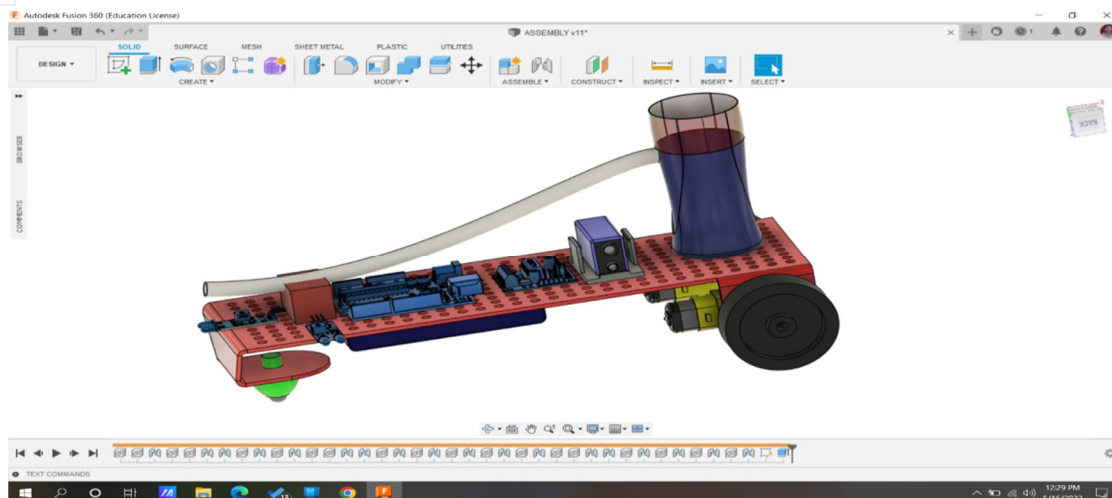 Autodesk Fusion 360 (Education License)
ASSEMBLY v11*
1
SOLID SURFACE MESH SHEET METAL PLASTIC UTILITIES
DESIGN
CREATE MODIFY ASSEMBLE CONSTRUCT INSPECT INSERT SELECT
BROWSER
COMMENTS
BACK
TEXT COMMANDS
12:29 PM